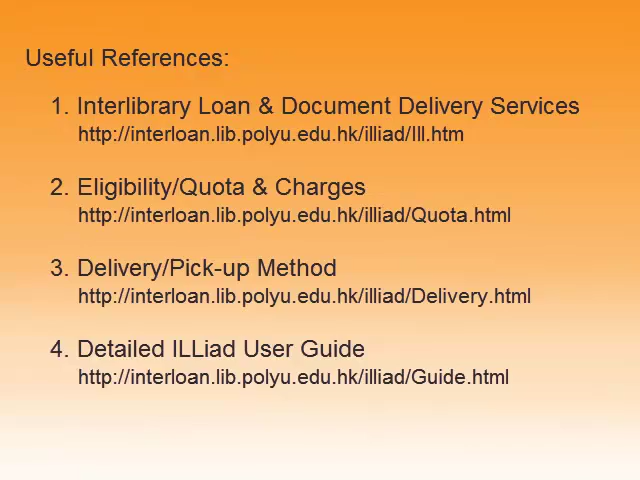 Useful References:
1. Interlibrary Loan & Document Delivery Services
http://interloan.lib.polyu.edu.hk/illiad/Ill.htm
2. Eligibility/Quota & Charges
http://interloan.lib.polyu.edu.hk/illiad/Quota.html
3. Delivery/Pick-up Method
http://interloan.lib.polyu.edu.hk/illiad/Delivery.html
4. Detailed ILLiad User Guide
http://interloan.lib.polyu.edu.hk/illiad/Guide.html